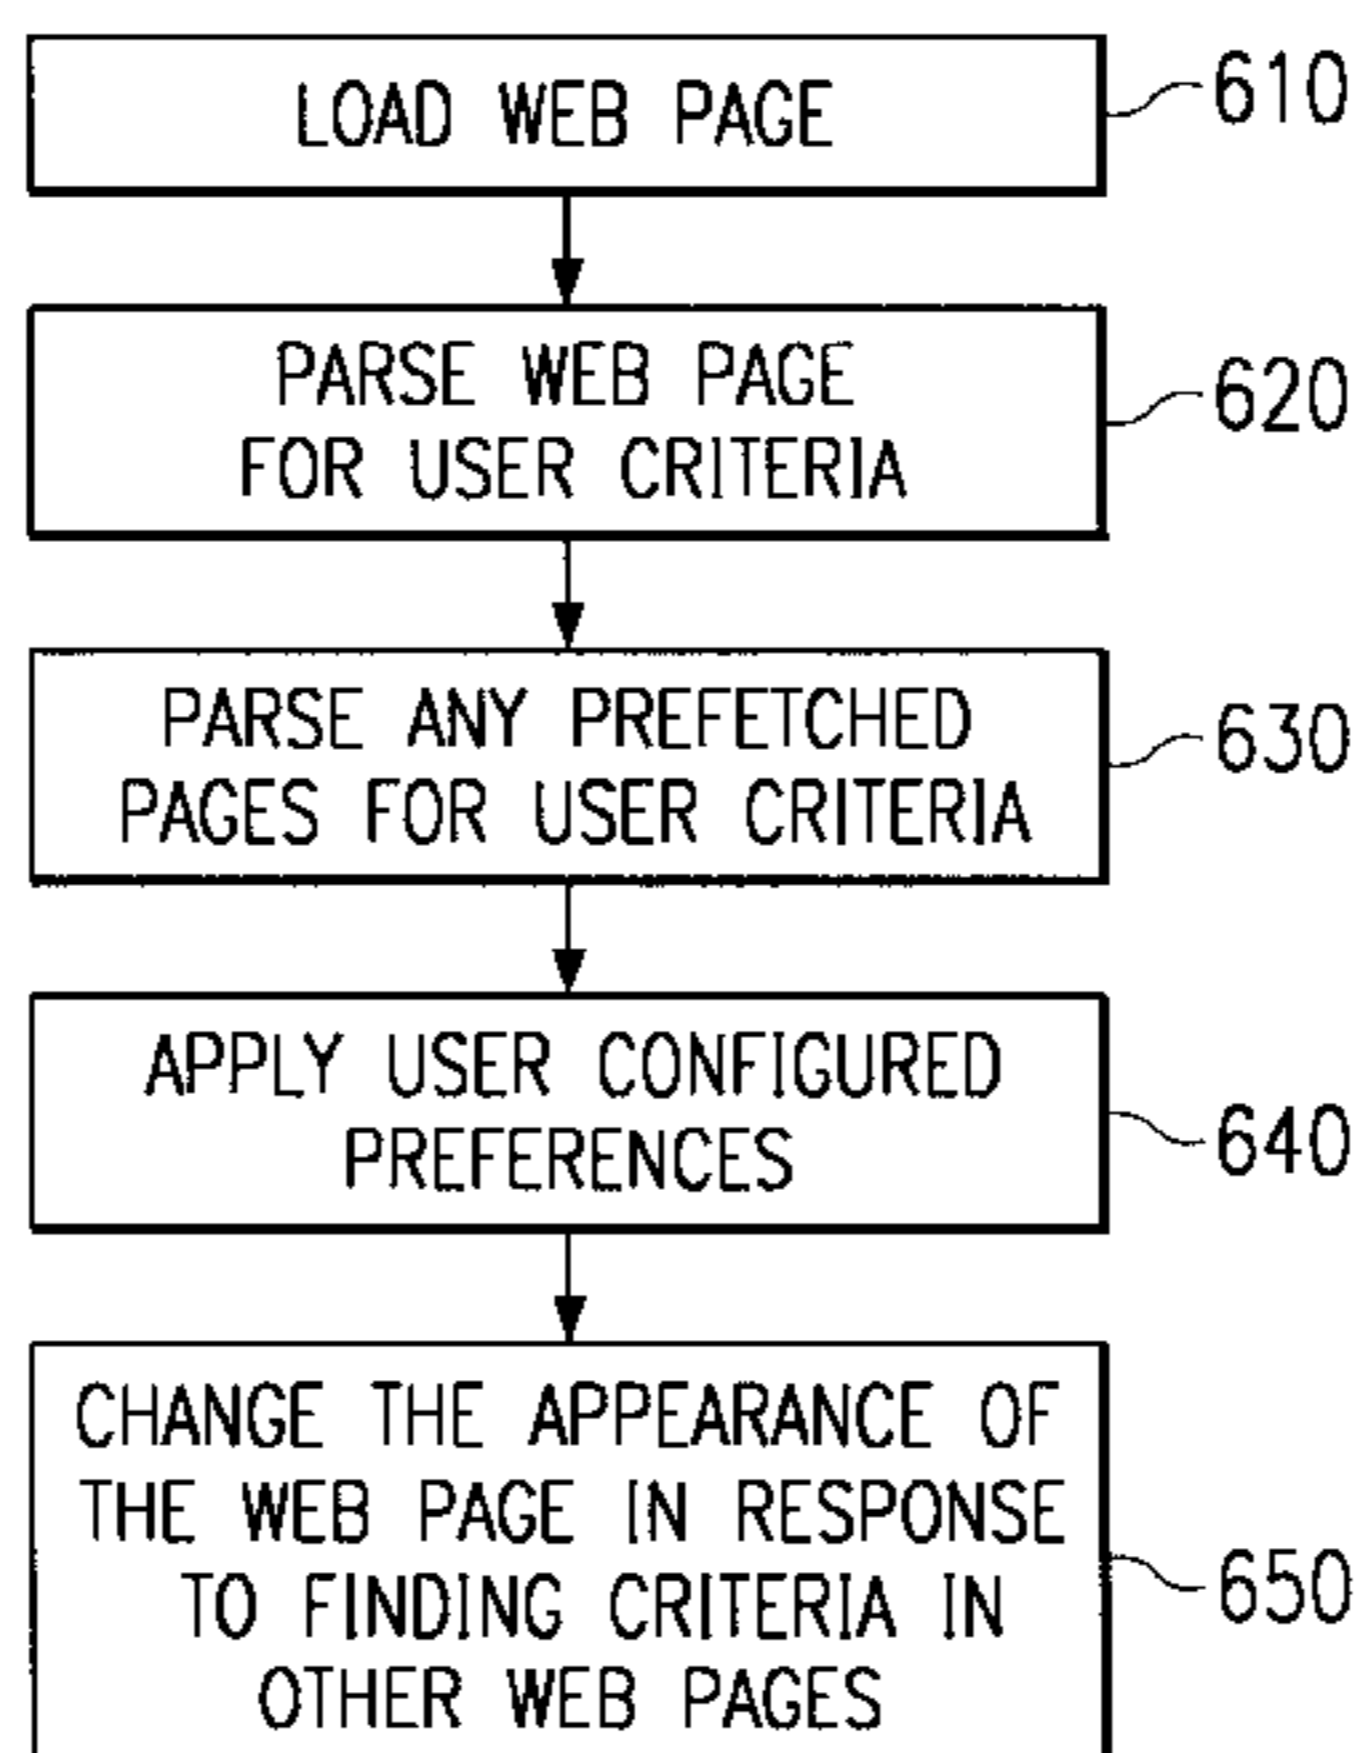 LOAD WEB PAGE
610
PARSE WEB PAGE
FOR USER CRITERIA
620
PARSE ANY PREFETCHED
PAGES FOR USER CRITERIA
630
APPLY USER CONFIGURED
PREFERENCES
640
CHANGE THE APPEARANCE OF
THE WEB PAGE IN RESPONSE
TO FINDING CRITERIA IN
OTHER WEB PAGES
650